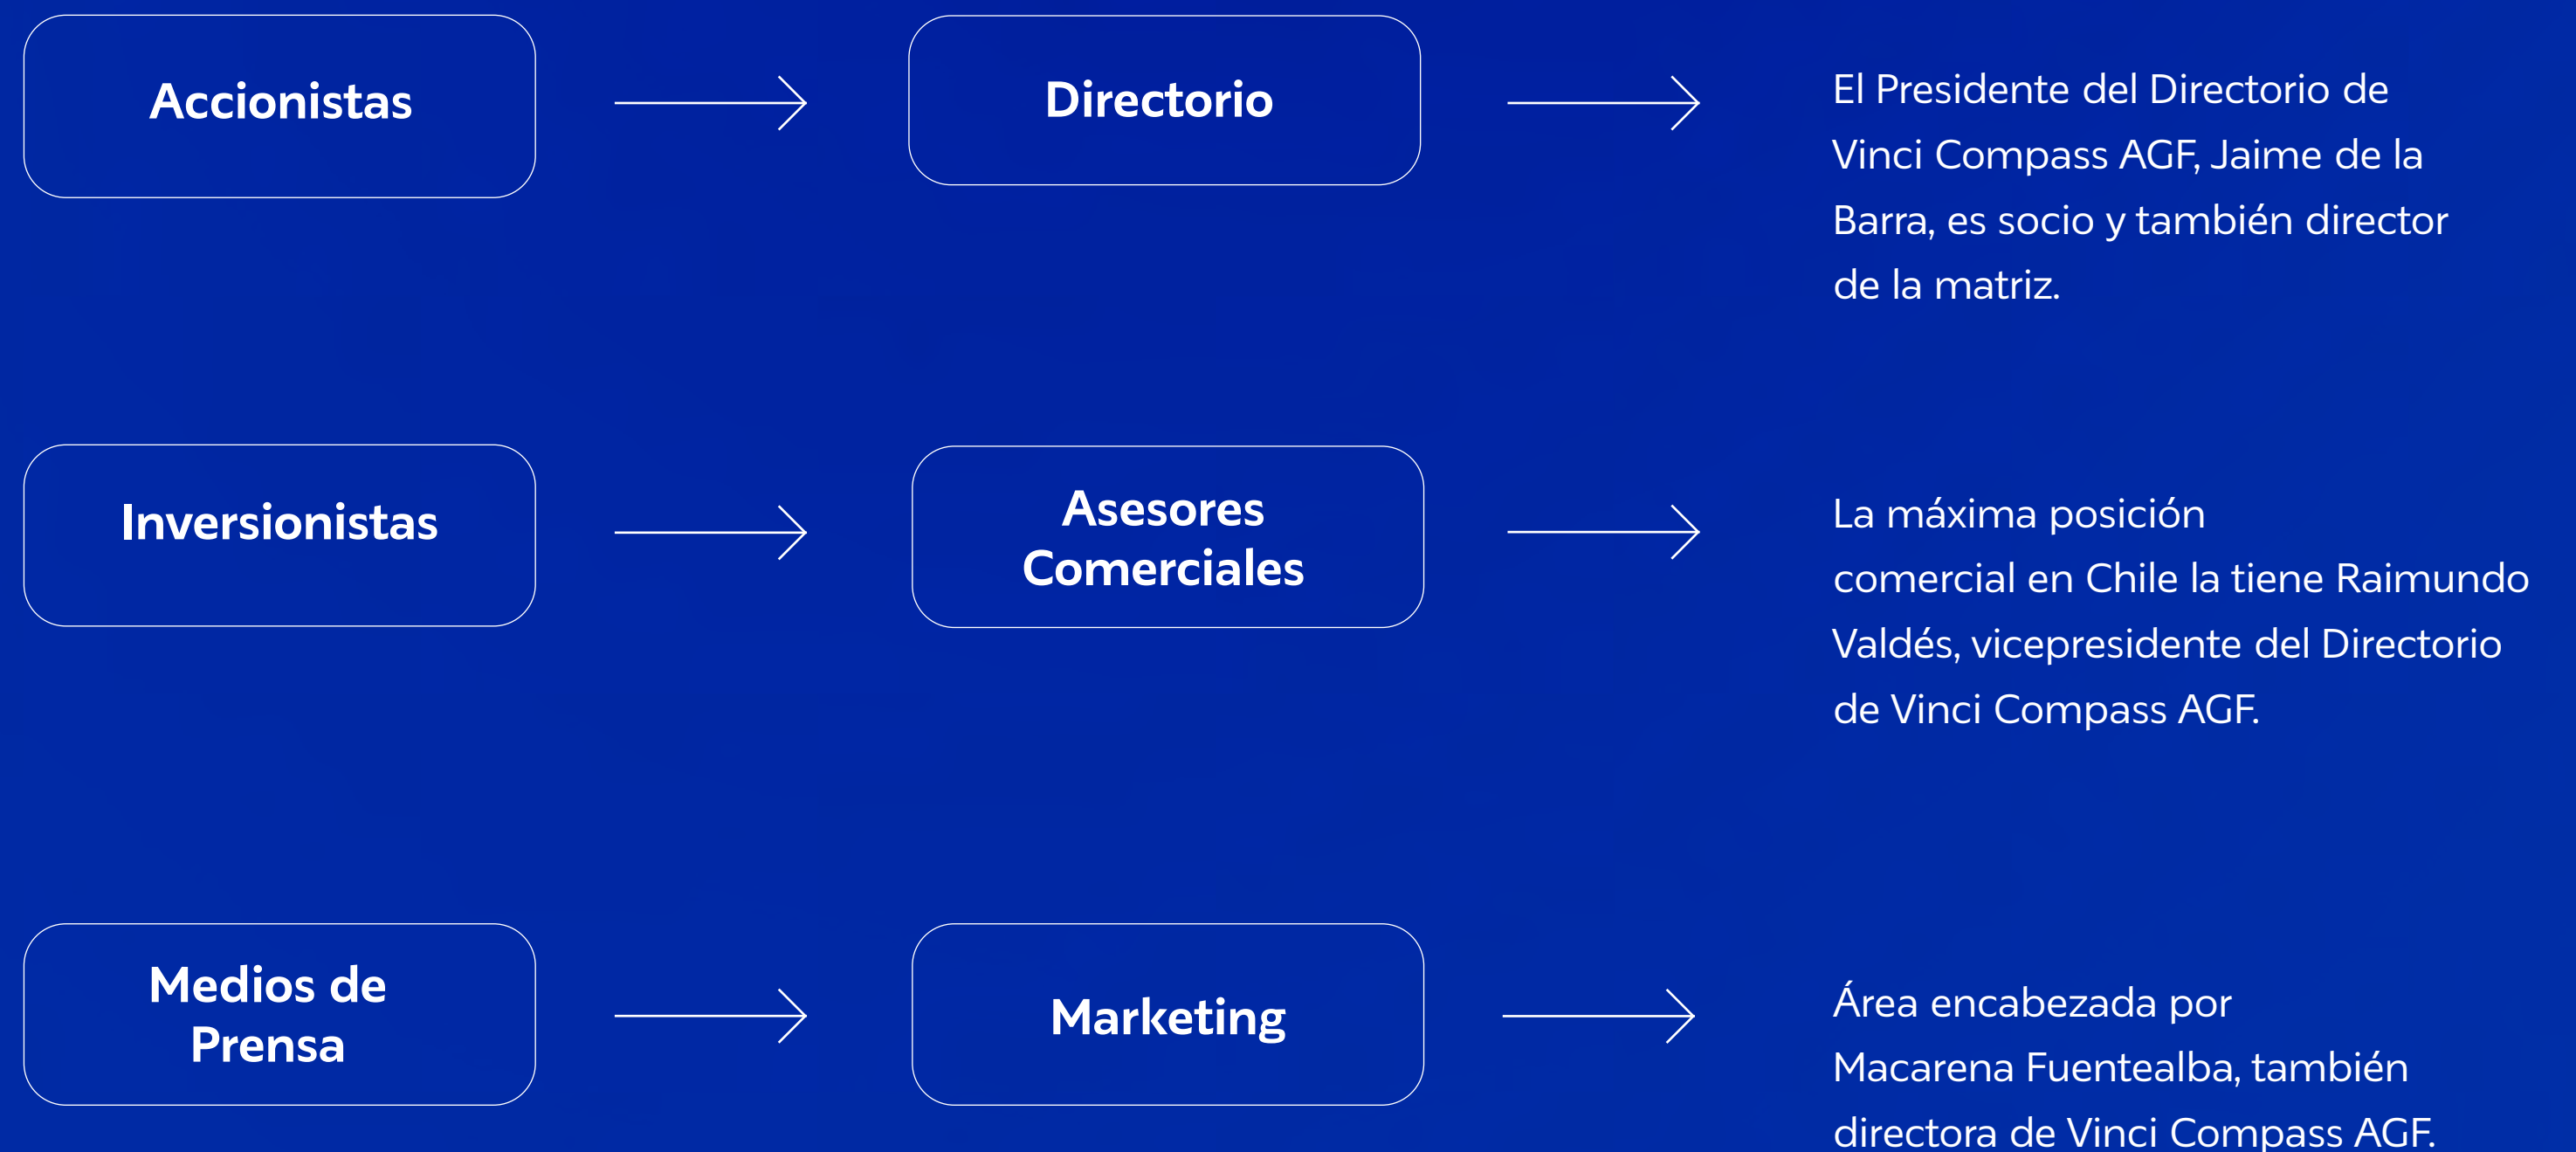 Accionistas
Directorio
El Presidente del Directorio de
Vinci Compass AGF, Jaime de la
Barra, es socio y también director
de la matriz.
Inversionistas
Asesores
Comerciales
La máxima posición
comercial en Chile la tiene Raimundo
Valdés, vicepresidente del Directorio
de Vinci Compass AGF.
Medios de
Prensa
Marketing
Área encabezada por
Macarena Fuentealba, también
directora de Vinci Compass AGF.